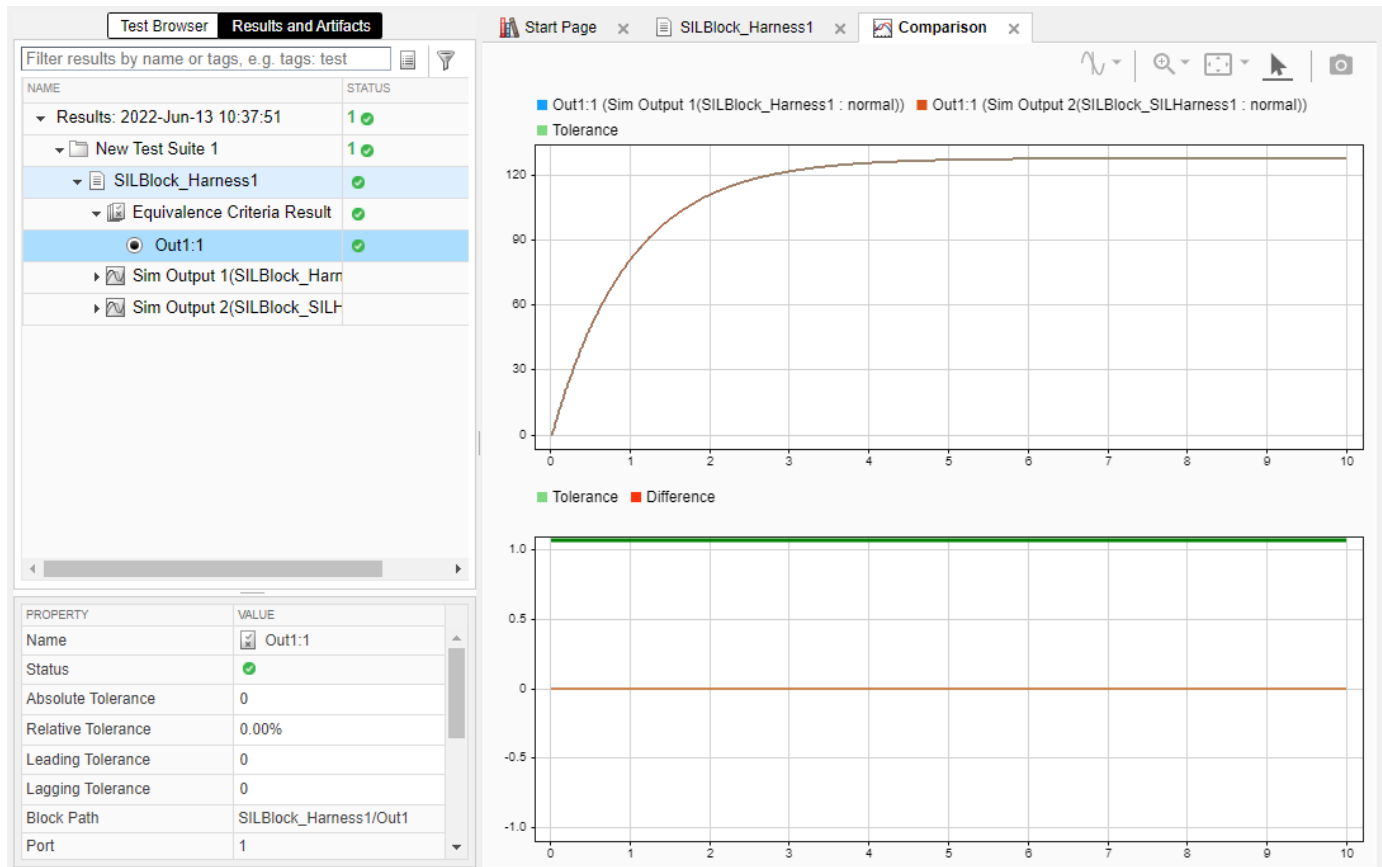 Test Browser Results and Artifacts
Filter results by name or tags, e.g. tags: test
NAME STATUS
Results: 2022-Jun-13 10:37:51 1
New Test Suite 1 1
SILBlock_Harness1
Equivalence Criteria Result
Out1:1
Sim Output 1(SILBlock_Harn
Sim Output 2(SILBlock_SILH
PROPERTY VALUE
Name Out1:1
Status
Absolute Tolerance 0
Relative Tolerance 0.00%
Leading Tolerance 0
Lagging Tolerance 0
Block Path SILBlock_Harness1/Out1
Port 1
Start Page SILBlock_Harness1 Comparison
Out1:1 (Sim Output 1(SILBlock_Harness1 : normal)) Out1:1 (Sim Output 2(SILBlock_SILHarness1 : normal))
Tolerance
120
90
60
30
0
0 1 2 3 4 5 6 7 8 9 10
Tolerance Difference
1.0
0.5
0
-0.5
-1.0
0 1 2 3 4 5 6 7 8 9 10